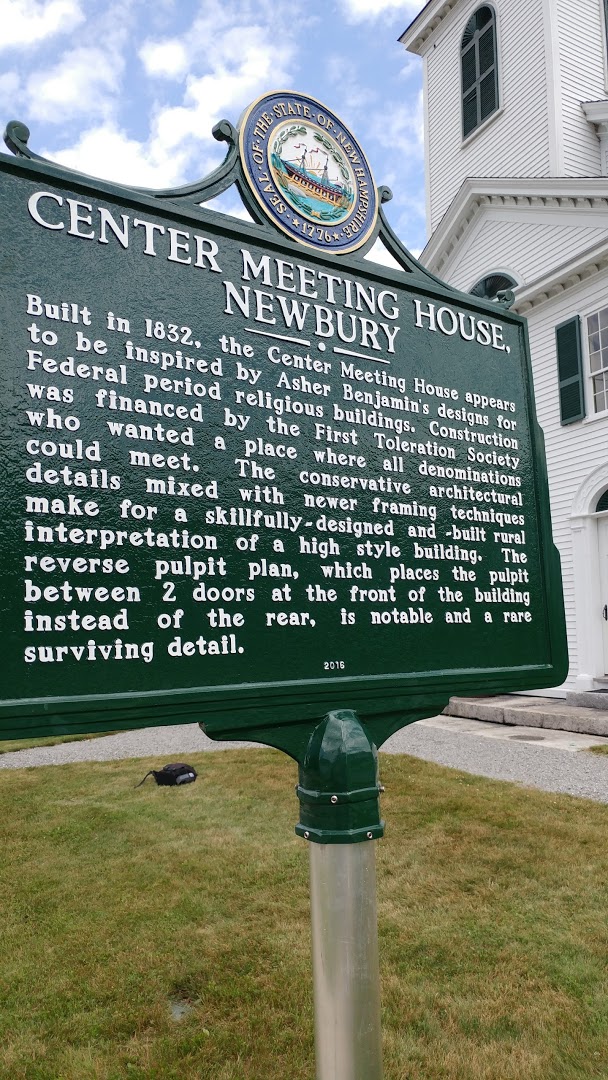 SEAL·OF·THE·STATE·OF·NEW HAMPSHIRE
★1776★
CENTER MEETING HOUSE,
NEWBURY
Built in 1832, the Center Meeting House appears
to be inspired by Asher Benjamin's designs for
Federal period religious buildings. Construction
was financed by the First Toleration Society
who wanted a place where all denominations
could meet. The conservative architectural
details mixed with newer framing techniques
make for a skillfully-designed and -built rural
interpretation of a high style building. The
reverse pulpit plan, which places the pulpit
between 2 doors at the front of the building
instead of the rear, is notable and a rare
surviving detail.
2016